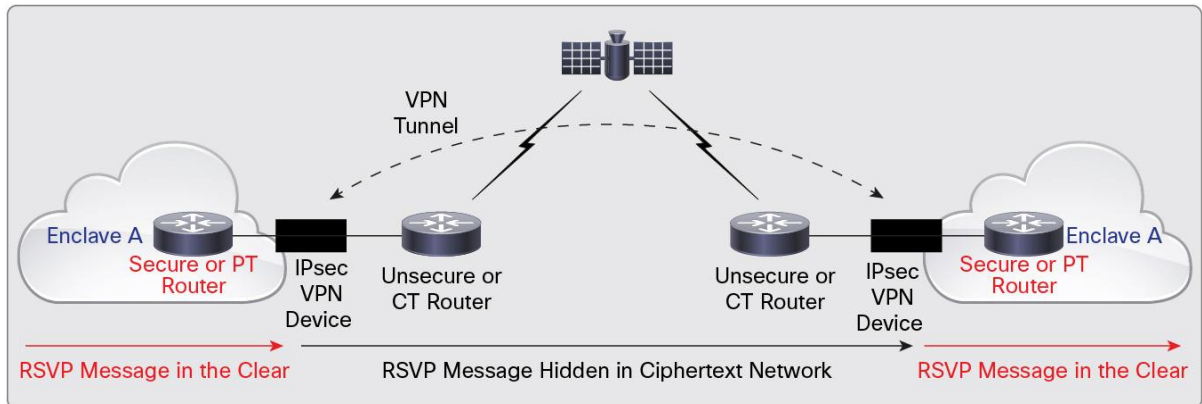 VPN
Tunnel
Enclave A
Secure or PT
Router
IPsec
VPN
Device
Unsecure or
CT Router
Unsecure or
CT Router
IPsec
VPN
Device
Enclave A
Secure or PT
Router
RSVP Message in the Clear
RSVP Message Hidden in Ciphertext Network
RSVP Message in the Clear